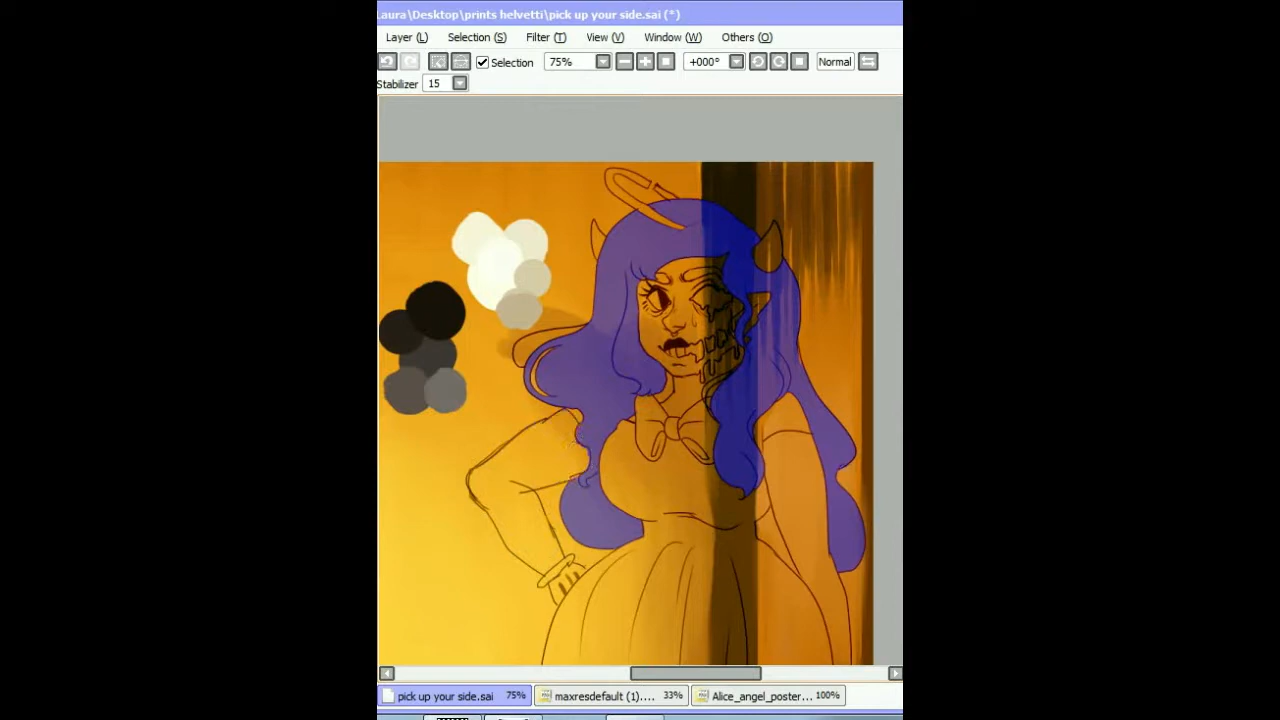 Laura\Desktop\prints helvetti\pick up your side.sai (*)
Layer (L) Selection (S) Filter (T) View (V) Window (W) Others (O)
Selection 75% +000° Normal
Stabilizer 15
pick up your side.sai 75% maxresdefault (1).... 33% Alice_angel_poster... 100%